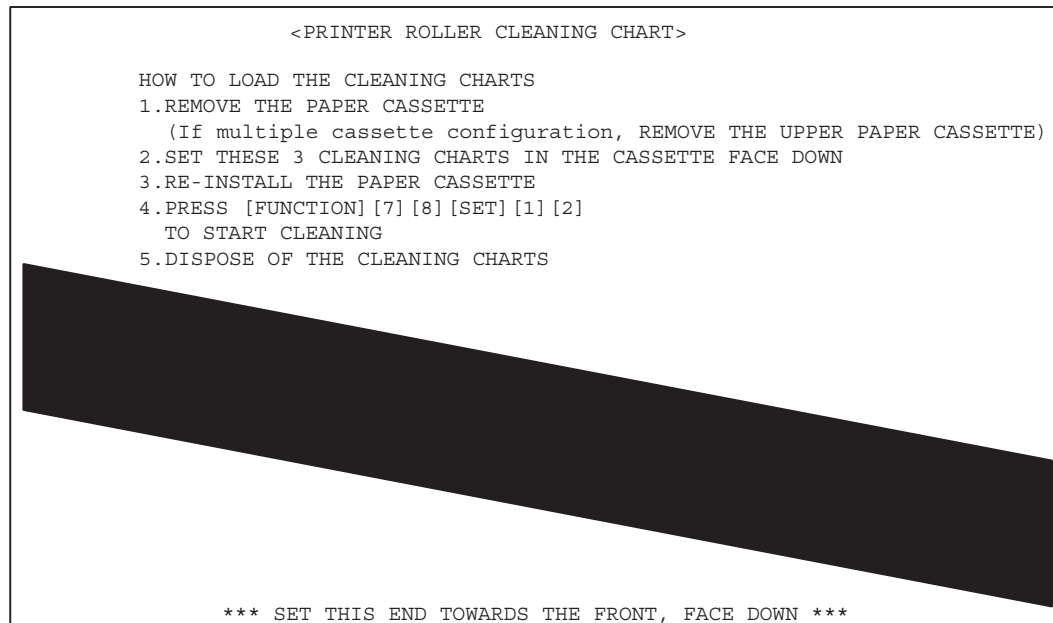 <PRINTER ROLLER CLEANING CHART>
HOW TO LOAD THE CLEANING CHARTS
1.REMOVE THE PAPER CASSETTE
(If multiple cassette configuration, REMOVE THE UPPER PAPER CASSETTE)
2.SET THESE 3 CLEANING CHARTS IN THE CASSETTE FACE DOWN
3.RE-INSTALL THE PAPER CASSETTE
4.PRESS [FUNCTION][7][8][SET][1][2]
TO START CLEANING
5.DISPOSE OF THE CLEANING CHARTS
*** SET THIS END TOWARDS THE FRONT, FACE DOWN ***